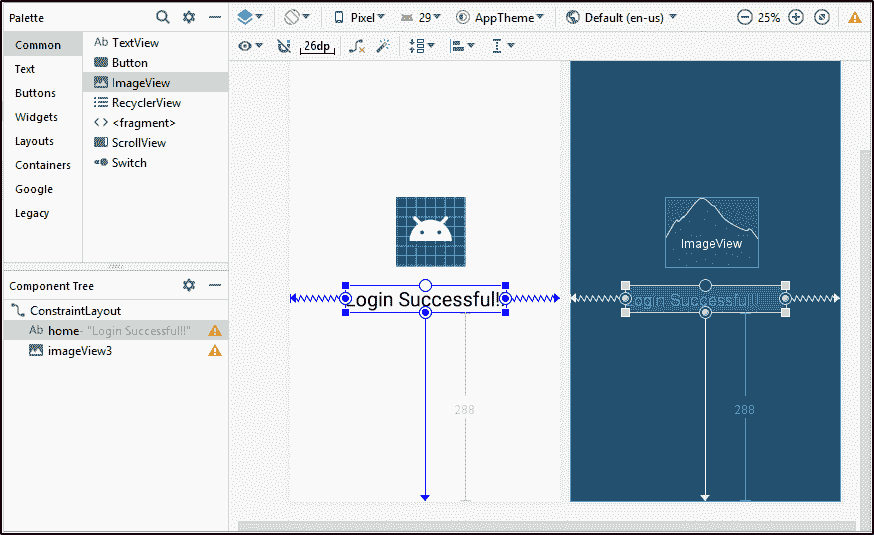 Palette
Pixel
29
AppTheme
Default (en-us)
25%
Common
Text
Buttons
Widgets
Layouts
Containers
Google
Legacy
Ab TextView
Button
ImageView
RecyclerView
<> <fragment>
ScrollView
Switch
26dp
ImageView
Login Successful!!
Login Successful!!
288
288
Component Tree
ConstraintLayout
Ab home- "Login Successful!!!"
imageView3